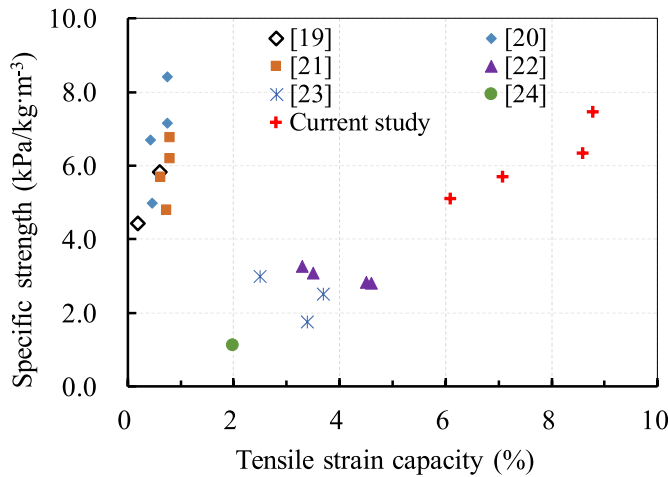 10.0
[19] [20]
[21] [22]
8.0
[23] [24]
Current study
6.0
4.0
2.0
0.0
0 2 4 6 8 10
Specific strength (kPa/kg·m⁻³)
Tensile strain capacity (%)